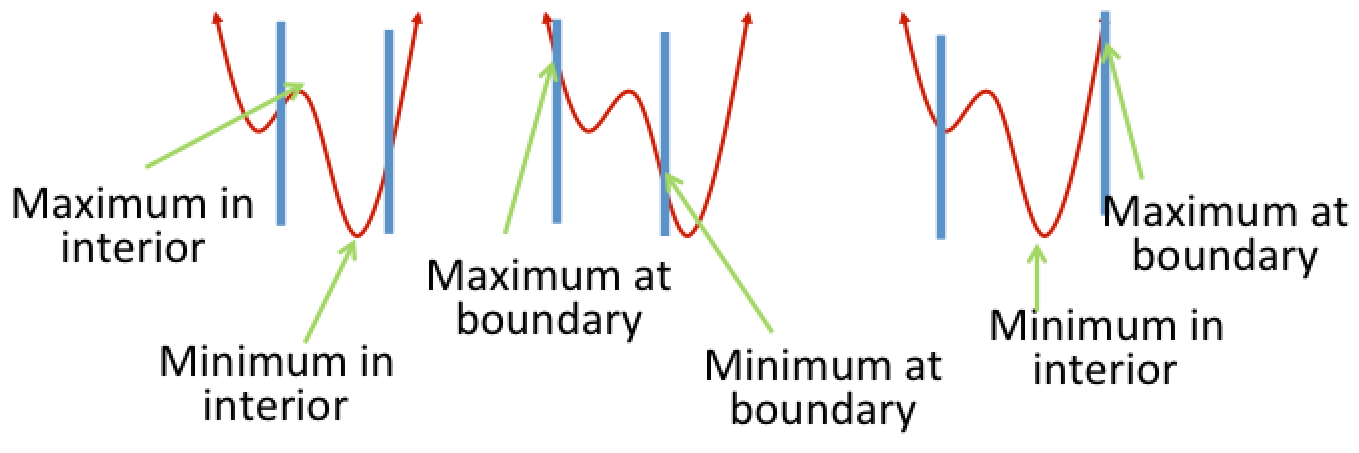 Maximum in
interior
Minimum in
interior
Maximum at
boundary
Minimum at
boundary
Maximum at
boundary
Minimum in
interior